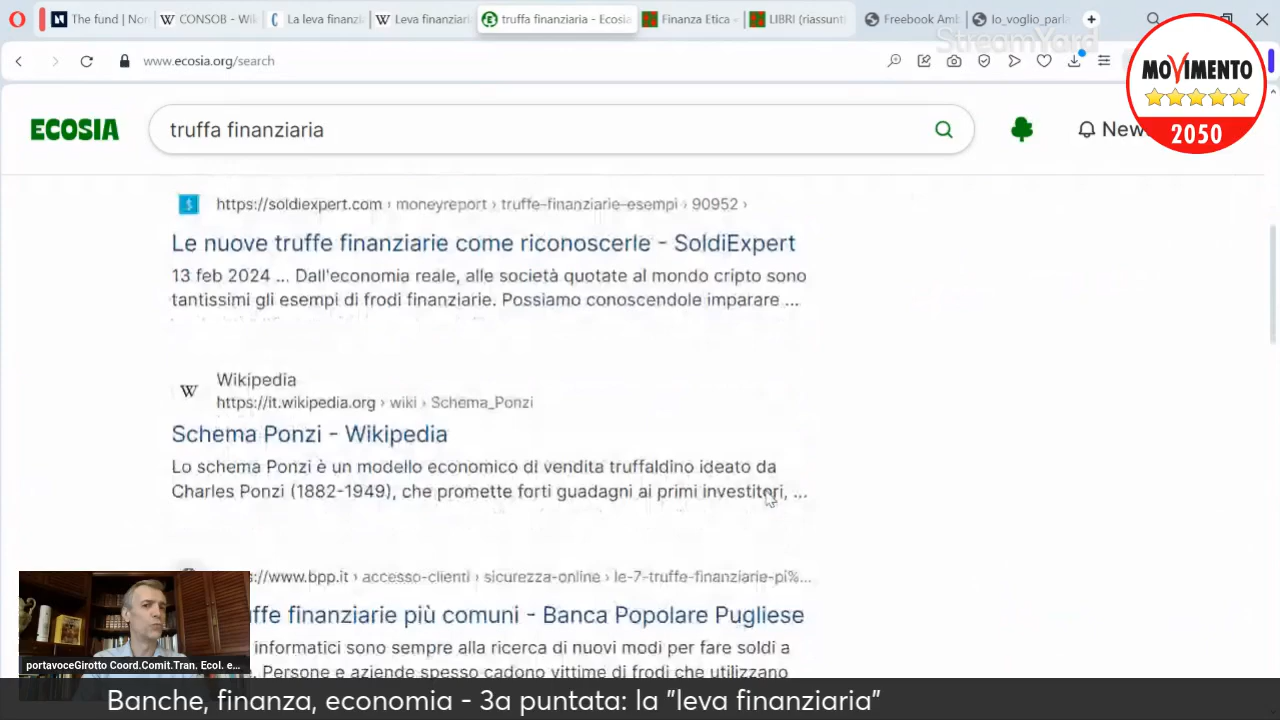 The fund | Nor
CONSOB - Wi
La leva finanzi
Leva finanziari
truffa finanziaria - Ecosia
Finanza Etica -
LIBRI (riassunti
Freebook Amb
Io_voglio_parla
StreamYard
www.ecosia.org/search
MOVIMENTO
2050
ECOSIA
truffa finanziaria
New
https://soldiexpert.com › moneyreport › truffe-finanziarie-esempi › 90952 ›
Le nuove truffe finanziarie come riconoscerle - SoldiExpert
13 feb 2024 ... Dall'economia reale, alle società quotate al mondo cripto sono
tantissimi gli esempi di frodi finanziarie. Possiamo conoscendole imparare ...
Wikipedia
https://it.wikipedia.org › wiki › Schema_Ponzi
Schema Ponzi - Wikipedia
Lo schema Ponzi è un modello economico di vendita truffaldino ideato da
Charles Ponzi (1882-1949), che promette forti guadagni ai primi investitori, ...
://www.bpp.it › accesso-clienti › sicurezza-online › le-7-truffe-finanziarie-pi%...
ffe finanziarie più comuni - Banca Popolare Pugliese
informatici sono sempre alla ricerca di nuovi modi per fare soldi a
Persone e aziende spesso cadono vittime di frodi che utilizzano
portavoceGirotto Coord.Comit.Tran. Ecol. e...
Banche, finanza, economia - 3a puntata: la "leva finanziaria"